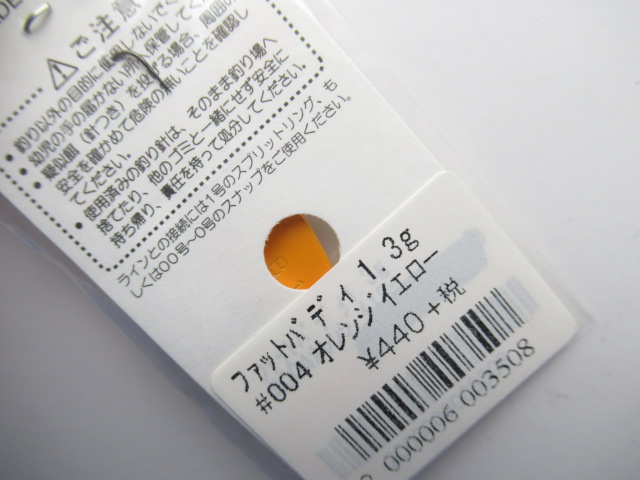 ご注意
釣り以外の目的に使用しないで
幼児の手の届かない所へ保管して
擬似餌(針つき)を投げる場合、周囲の
安全を確かめて危険の無いことを確認し
てください。
使用済みの釣り針は、そのまま釣り場へ
捨てたり、他のゴミと一緒にせず安全に
持ち帰り、責任を持って処分してください。
ラインとの接続には1号のスプリットリング、も
しくは00号〜0号のスナップをご使用ください。
ファットバディ 1.3g
#004 オレンジイエロー
¥440+税
000006 003508